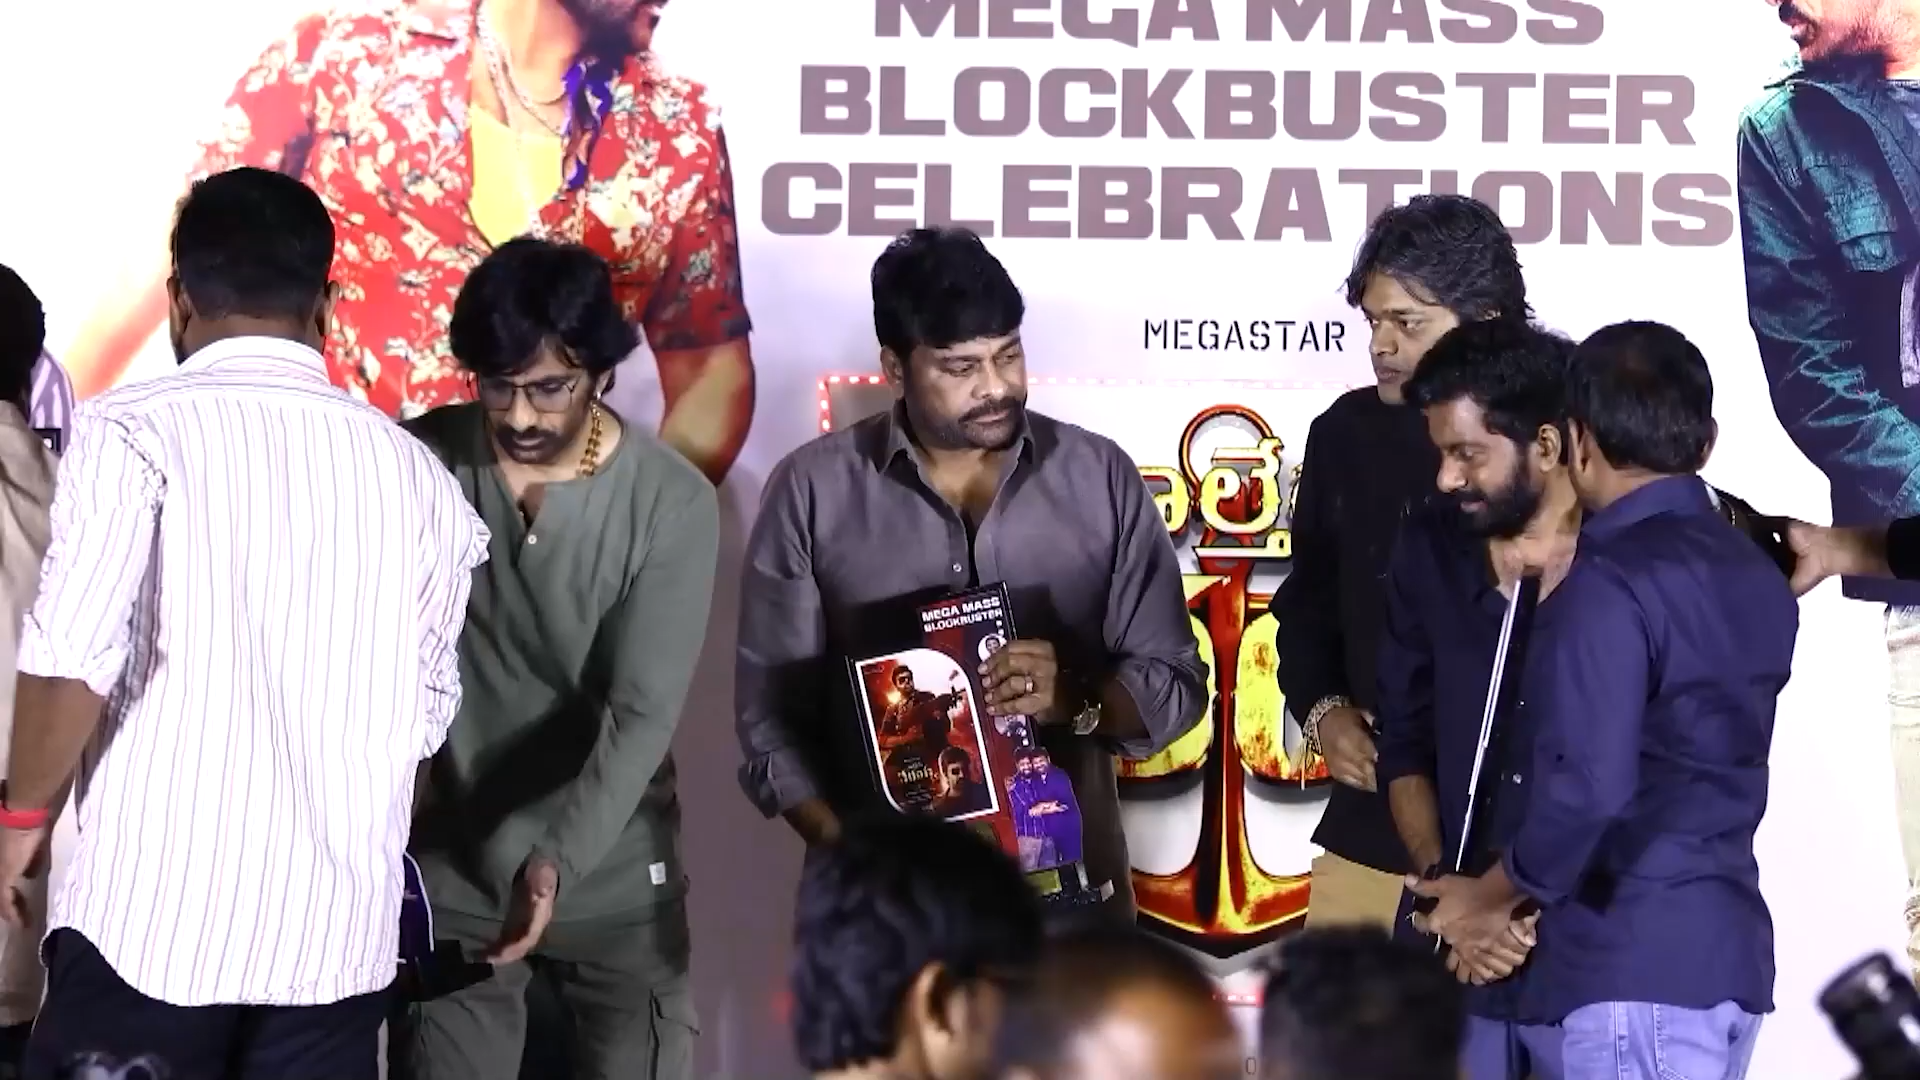 MEGA MASS
BLOCKBUSTER
CELEBRATIONS
MEGASTAR
వాల్తే
MEGA MASS
BLOCKBUSTER